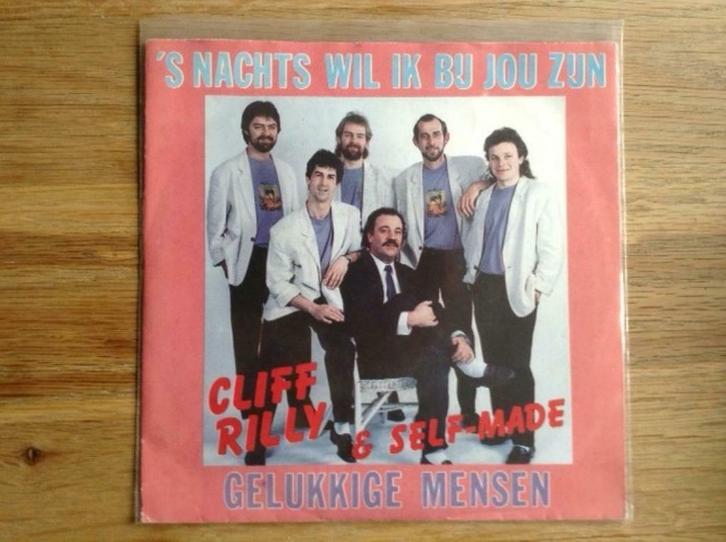 'S NACHTS WIL IK BIJ JOU ZIJN
CLIFF
RILLY
& SELF-MADE
GELUKKIGE MENSEN